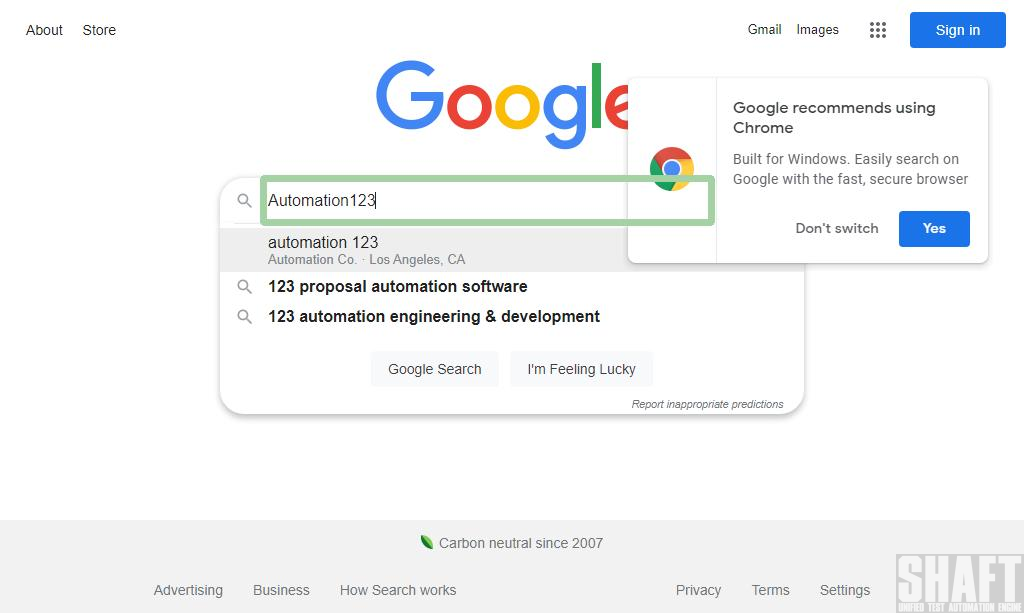 About Store
Gmail Images
Sign in
Google
Google recommends using
Chrome
Built for Windows. Easily search on
Google with the fast, secure browser
Don't switch
Yes
Automation123
automation 123
Automation Co. · Los Angeles, CA
123 proposal automation software
123 automation engineering & development
Google Search
I'm Feeling Lucky
Report inappropriate predictions
Carbon neutral since 2007
Advertising Business How Search works
Privacy Terms Settings
SHAFT
UNIFIED TEST AUTOMATION ENGINE